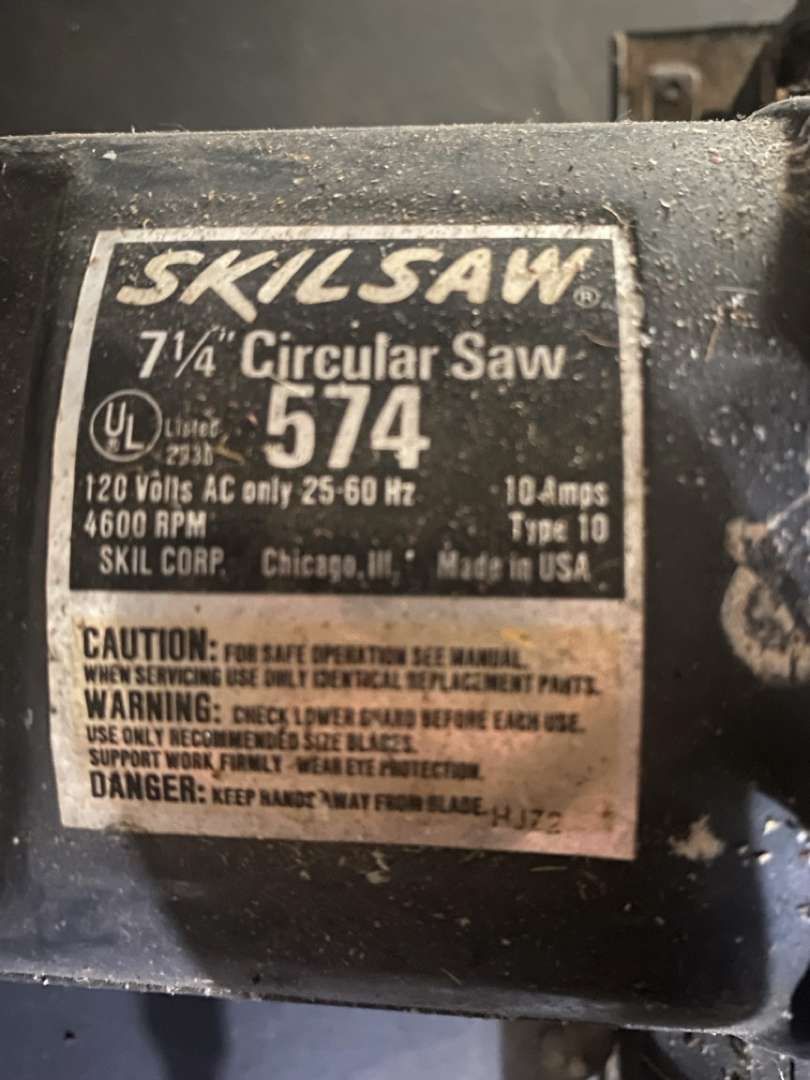 SKILSAW®
7 1/4" Circular Saw
UL® Listed 574
120 Volts AC only 25-60 Hz 10 Amps
4600 RPM Type 10
SKIL CORP. Chicago, Ill. Made in USA
CAUTION: FOR SAFE OPERATION SEE MANUAL.
WHEN SERVICING USE ONLY IDENTICAL REPLACEMENT PARTS.
WARNING: CHECK LOWER GUARD BEFORE EACH USE.
USE ONLY RECOMMENDED SIZE BLADES.
SUPPORT WORK FIRMLY - WEAR EYE PROTECTION.
DANGER: KEEP HANDS AWAY FROM BLADE.